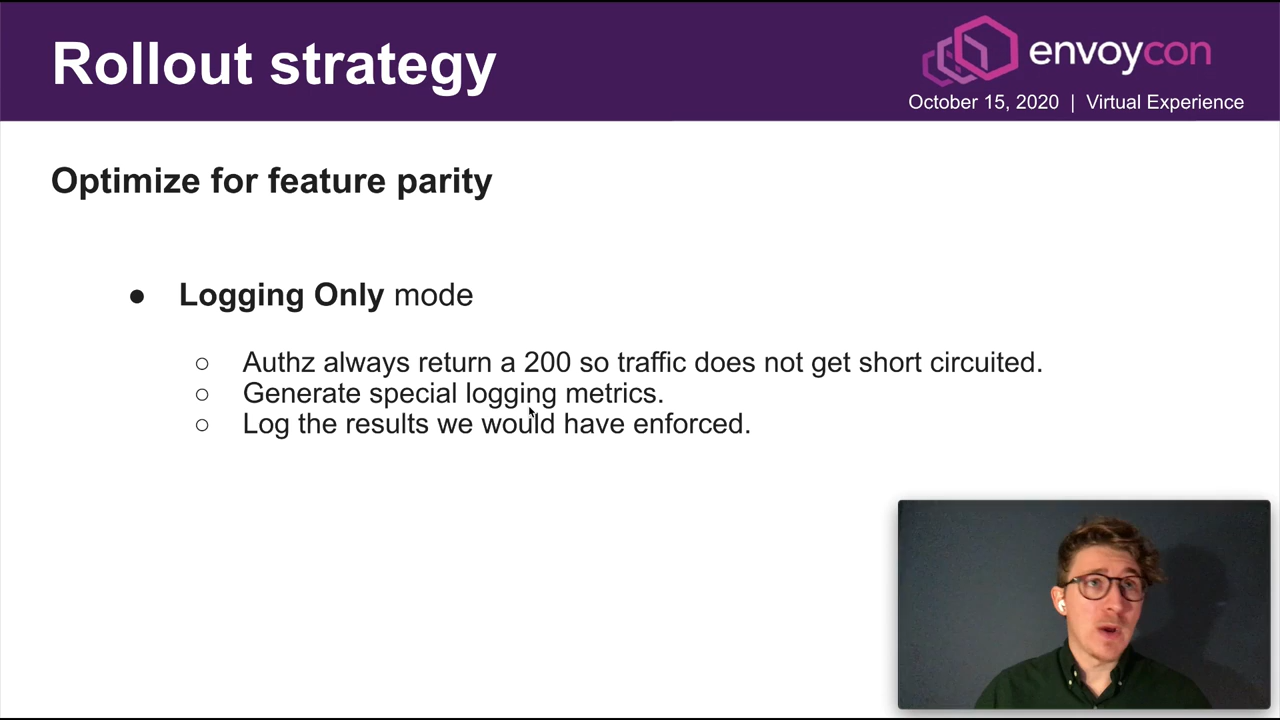 Rollout strategy
envoycon
October 15, 2020 | Virtual Experience
Optimize for feature parity
● Logging Only mode
○ Authz always return a 200 so traffic does not get short circuited.
○ Generate special logging metrics.
○ Log the results we would have enforced.